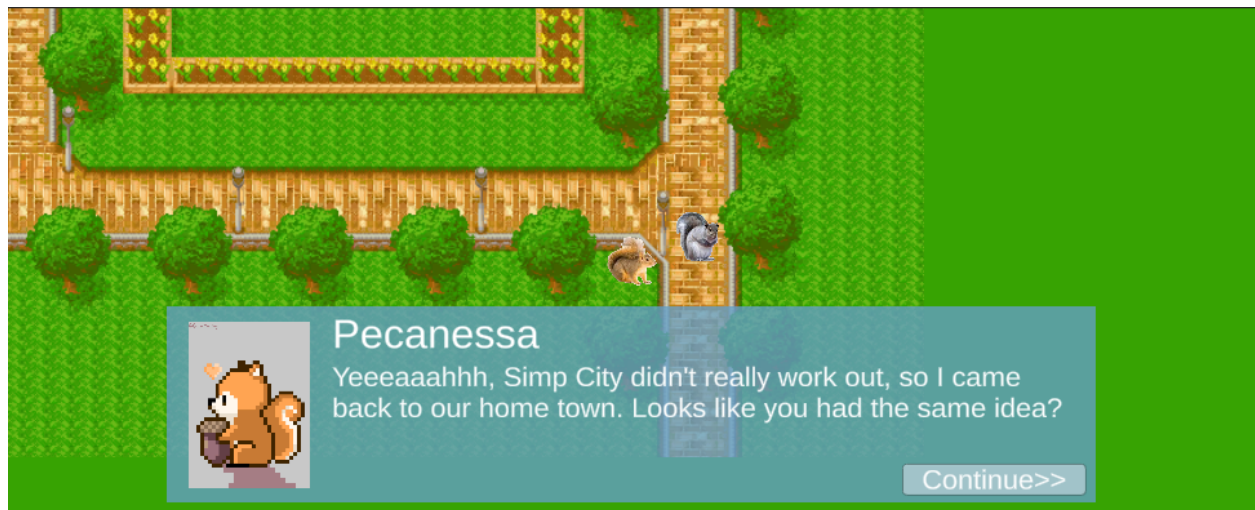 Pecanessa
Yeeeaaahhh, Simp City didn't really work out, so I came
back to our home town. Looks like you had the same idea?
Continue>>